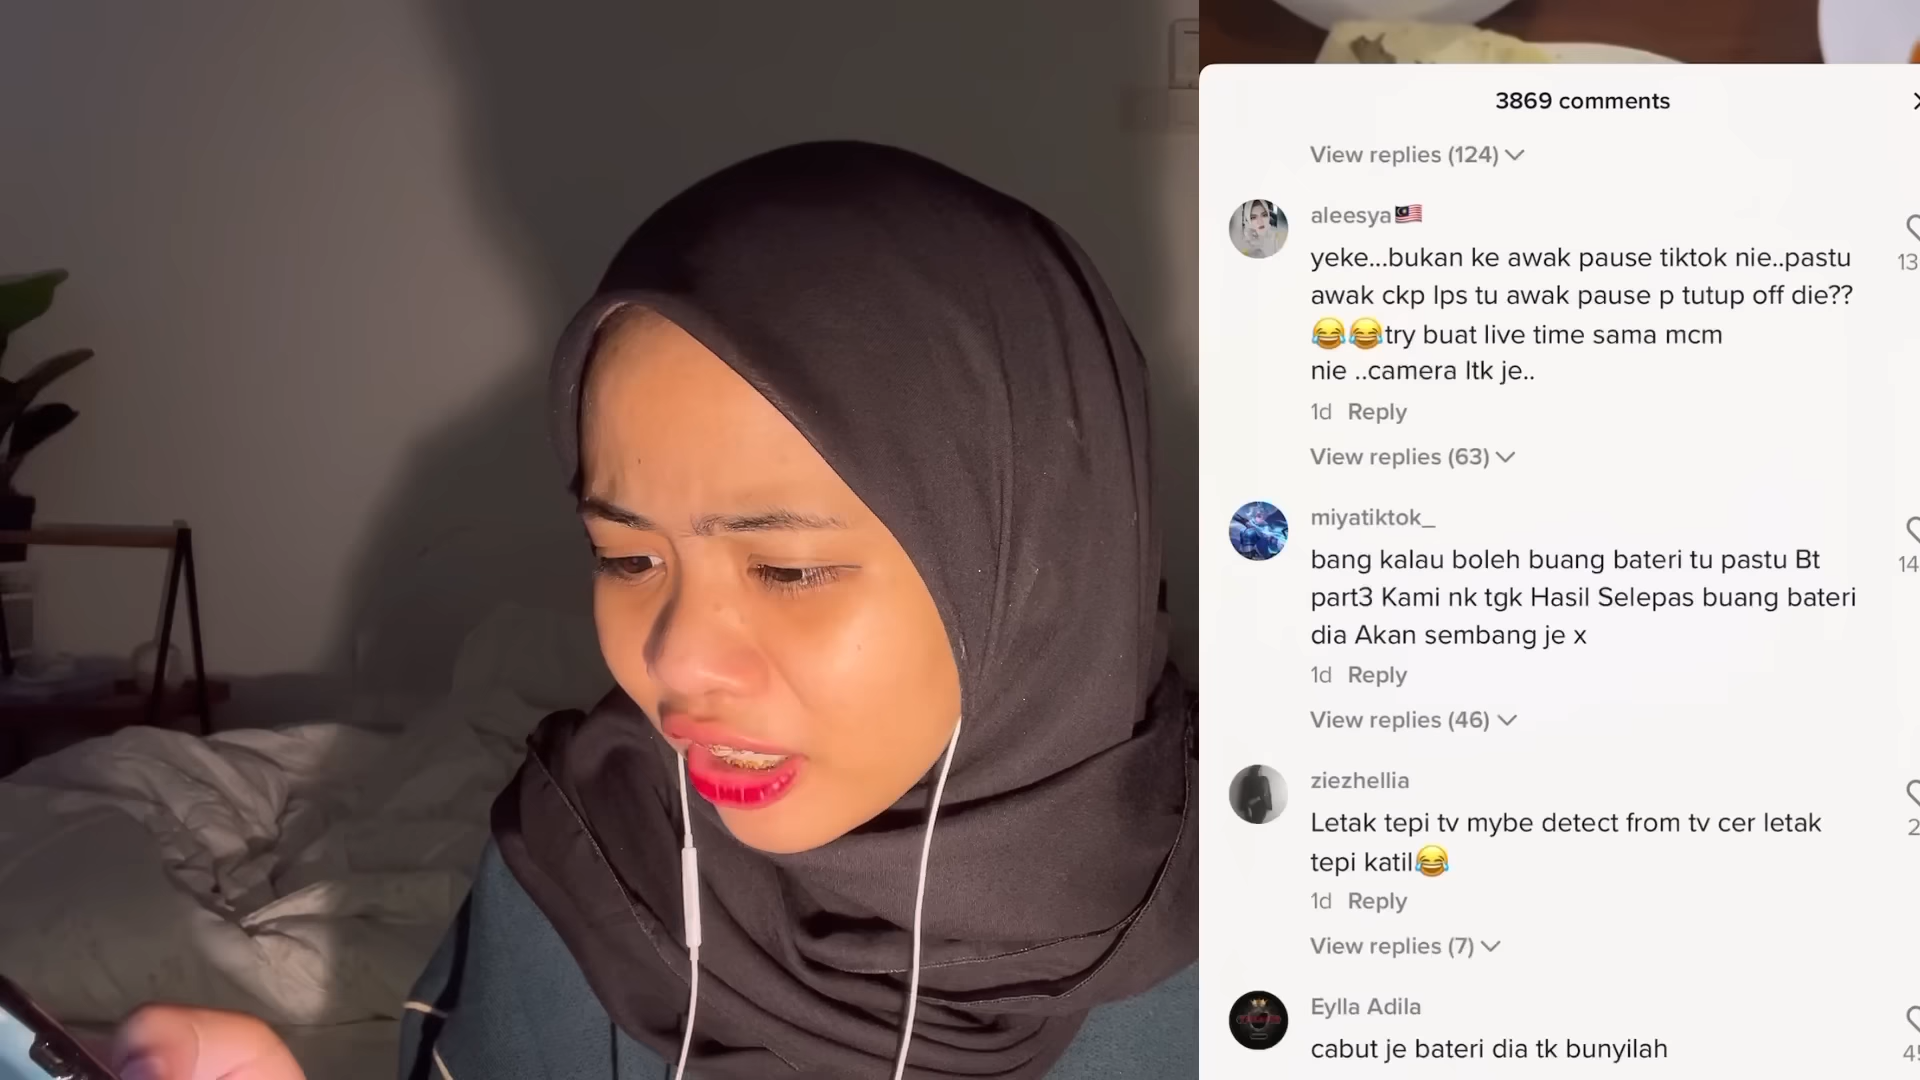 3869 comments
View replies (124)
aleesya🇲🇾
yeke...bukan ke awak pause tiktok nie..pastu
awak ckp lps tu awak pause p tutup off die??
😂😂try buat live time sama mcm
nie ..camera ltk je..
1d Reply
View replies (63)
miyatiktok_
bang kalau boleh buang bateri tu pastu Bt
part3 Kami nk tgk Hasil Selepas buang bateri
dia Akan sembang je x
1d Reply
View replies (46)
ziezhellia
Letak tepi tv mybe detect from tv cer letak
tepi katil😂
1d Reply
View replies (7)
Eylla Adila
cabut je bateri dia tk bunyilah